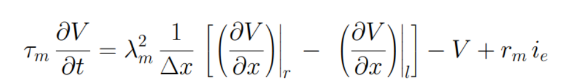 τ_m ∂V/∂t = λ_m^2 1/Δx [(∂V/∂x)|_r − (∂V/∂x)|_l] − V + r_m i_e